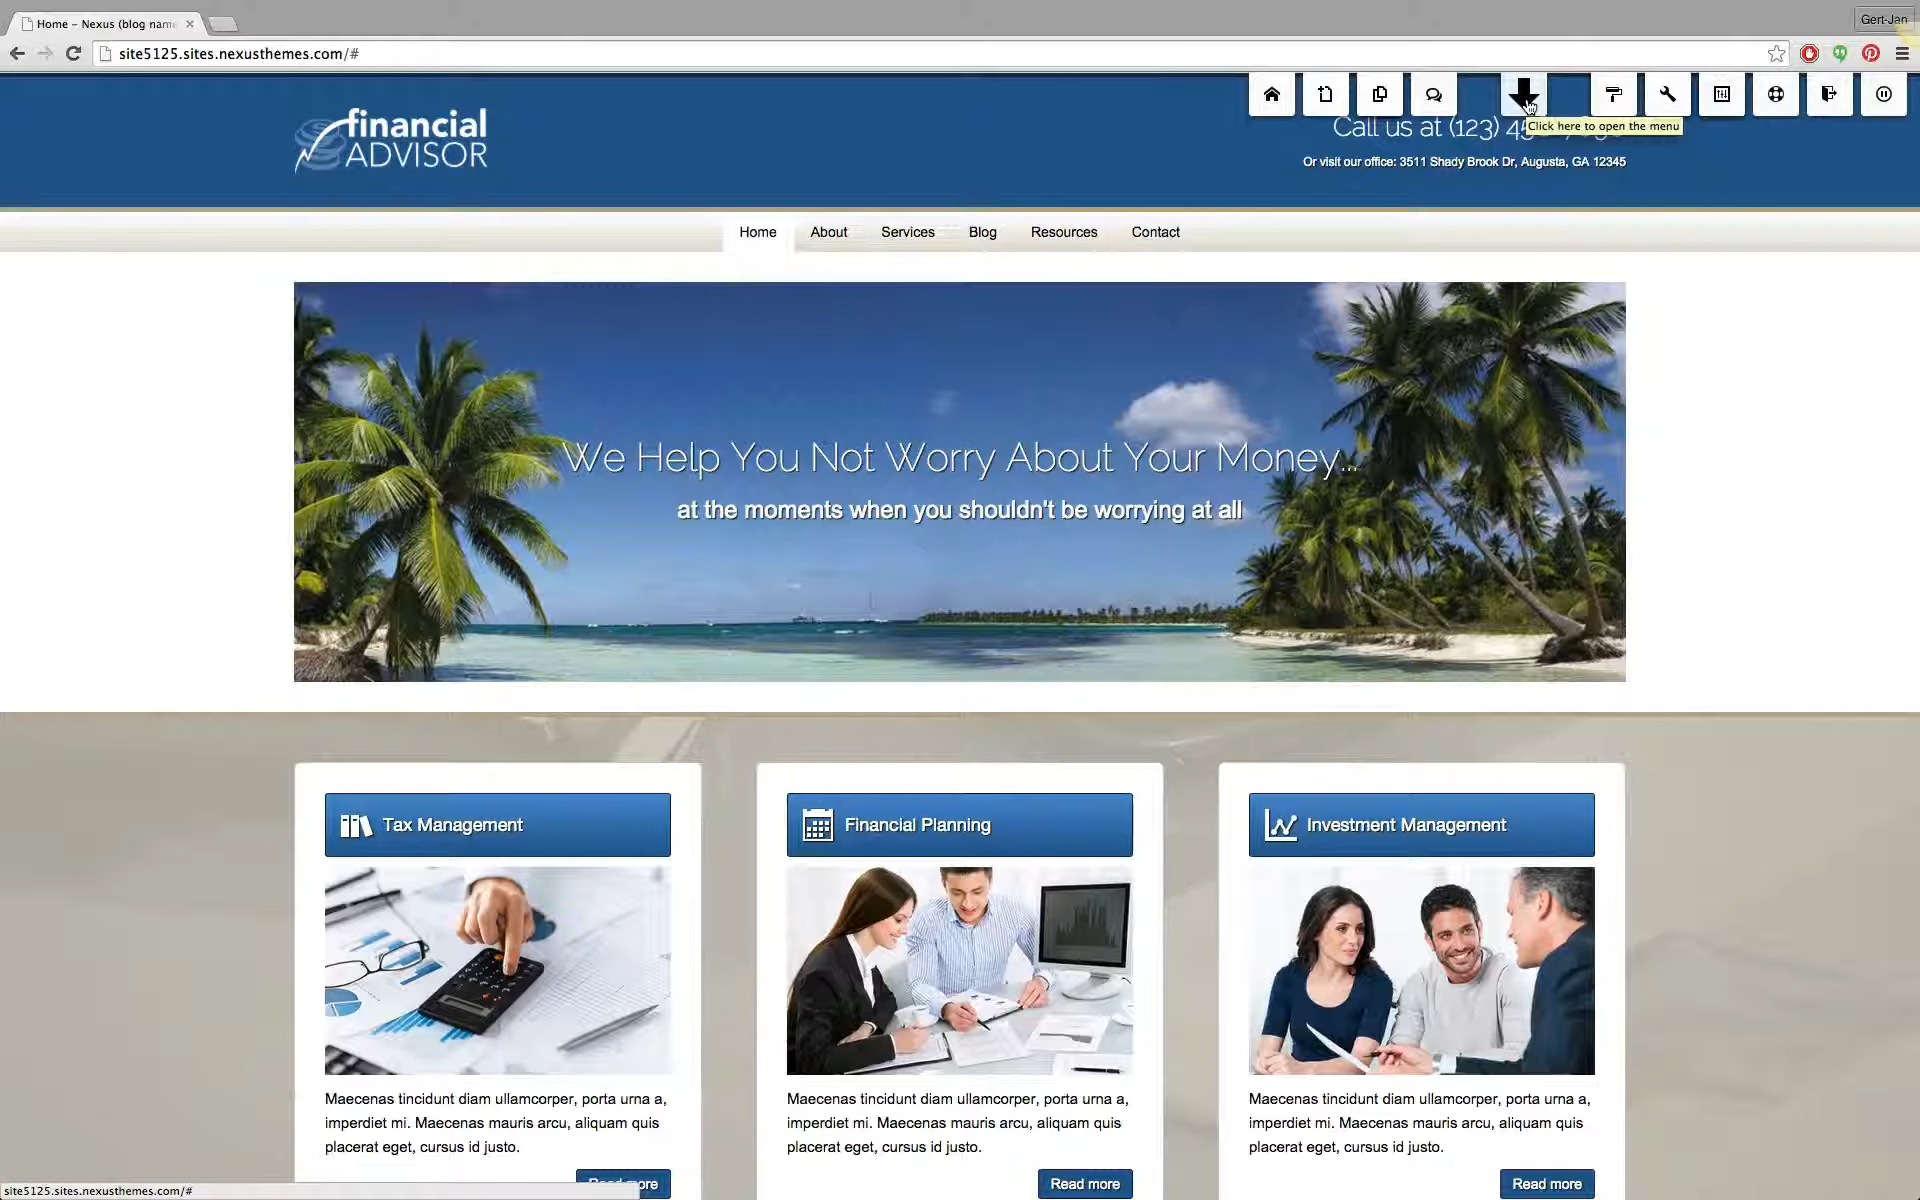 Home – Nexus (blog name
Gert-Jan
site5125.sites.nexusthemes.com/#
financial
ADVISOR
Call us at (123) 45
Click here to open the menu
Or visit our office: 3511 Shady Brook Dr, Augusta, GA 12345
Home About Services Blog Resources Contact
We Help You Not Worry About Your Money...
at the moments when you shouldn't be worrying at all
Tax Management
Maecenas tincidunt diam ullamcorper, porta urna a,
imperdiet mi. Maecenas mauris arcu, aliquam quis
placerat eget, cursus id justo.
Read more
Financial Planning
Maecenas tincidunt diam ullamcorper, porta urna a,
imperdiet mi. Maecenas mauris arcu, aliquam quis
placerat eget, cursus id justo.
Read more
Investment Management
Maecenas tincidunt diam ullamcorper, porta urna a,
imperdiet mi. Maecenas mauris arcu, aliquam quis
placerat eget, cursus id justo.
Read more
site5125.sites.nexusthemes.com/#